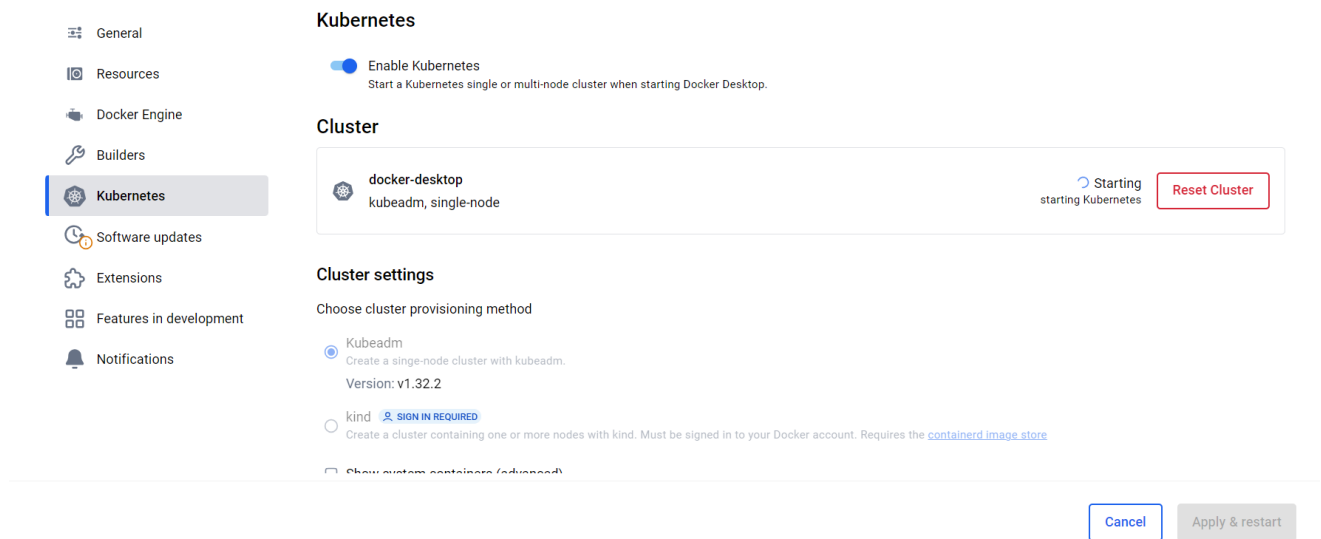 General
Resources
Docker Engine
Builders
Kubernetes
Software updates
Extensions
Features in development
Notifications
Kubernetes
Enable Kubernetes
Start a Kubernetes single or multi-node cluster when starting Docker Desktop.
Cluster
docker-desktop
kubeadm, single-node
Starting
starting Kubernetes
Reset Cluster
Cluster settings
Choose cluster provisioning method
Kubeadm
Create a singe-node cluster with kubeadm.
Version: v1.32.2
kind SIGN IN REQUIRED
Create a cluster containing one or more nodes with kind. Must be signed in to your Docker account. Requires the containerd image store
Show system containers (advanced)
Cancel
Apply & restart